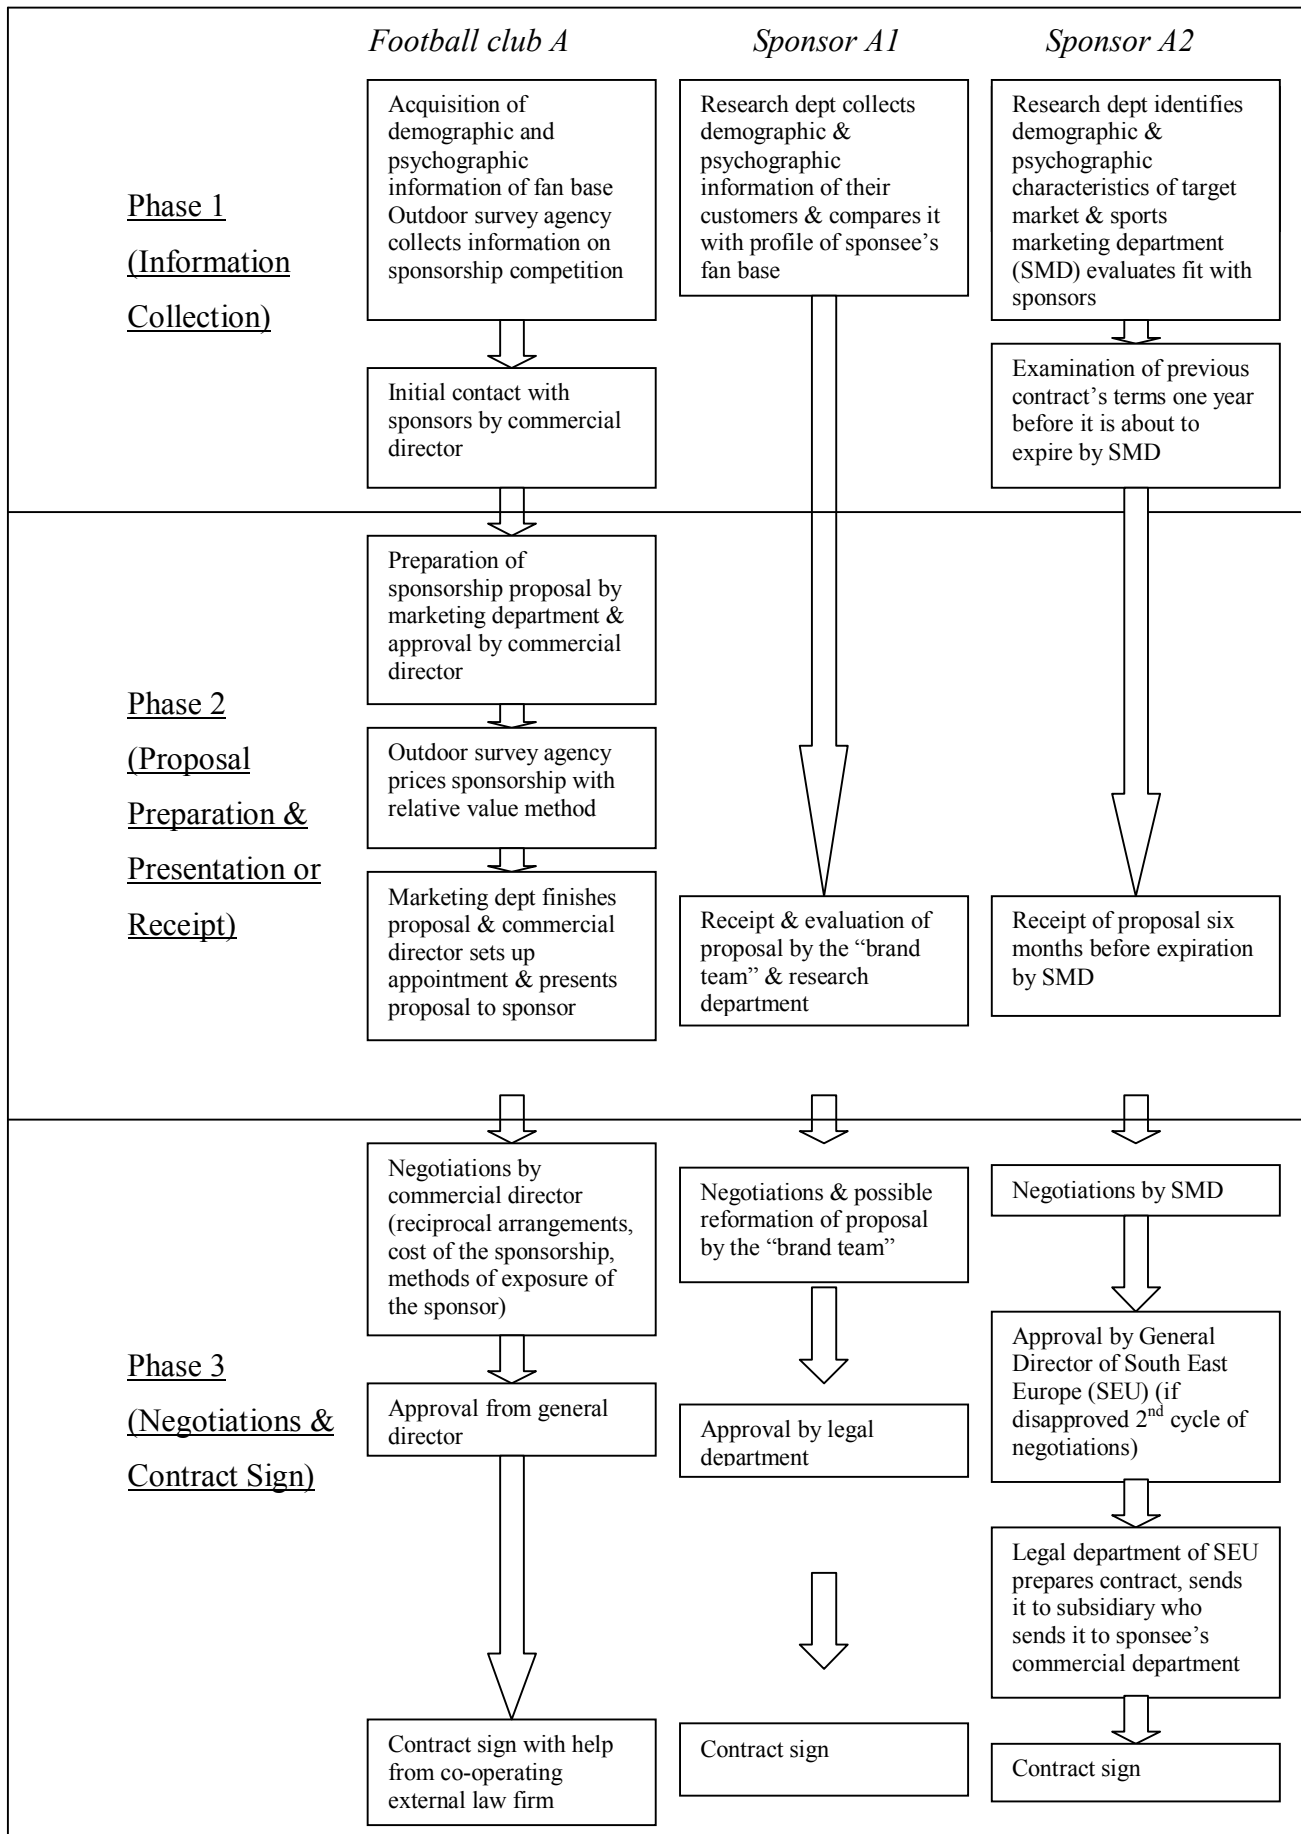 Football club A
Sponsor A1
Sponsor A2
Phase 1
(Information
Collection)
Acquisition of
demographic and
psychographic
information of fan base
Outdoor survey agency
collects information on
sponsorship competition
Research dept collects
demographic &
psychographic
information of their
customers & compares it
with profile of sponsee’s
fan base
Research dept identifies
demographic &
psychographic
characteristics of target
market & sports
marketing department
(SMD) evaluates fit with
sponsors
Initial contact with
sponsors by commercial
director
Examination of previous
contract’s terms one year
before it is about to
expire by SMD
Phase 2
(Proposal
Preparation &
Presentation or
Receipt)
Preparation of
sponsorship proposal by
marketing department &
approval by commercial
director
Outdoor survey agency
prices sponsorship with
relative value method
Marketing dept finishes
proposal & commercial
director sets up
appointment & presents
proposal to sponsor
Receipt & evaluation of
proposal by the “brand
team” & research
department
Receipt of proposal six
months before expiration
by SMD
Phase 3
(Negotiations &
Contract Sign)
Negotiations by
commercial director
(reciprocal arrangements,
cost of the sponsorship,
methods of exposure of
the sponsor)
Negotiations & possible
reformation of proposal
by the “brand team”
Negotiations by SMD
Approval from general
director
Approval by legal
department
Approval by General
Director of South East
Europe (SEU) (if
disapproved 2nd cycle of
negotiations)
Legal department of SEU
prepares contract, sends
it to subsidiary who
sends it to sponsee’s
commercial department
Contract sign with help
from co-operating
external law firm
Contract sign
Contract sign